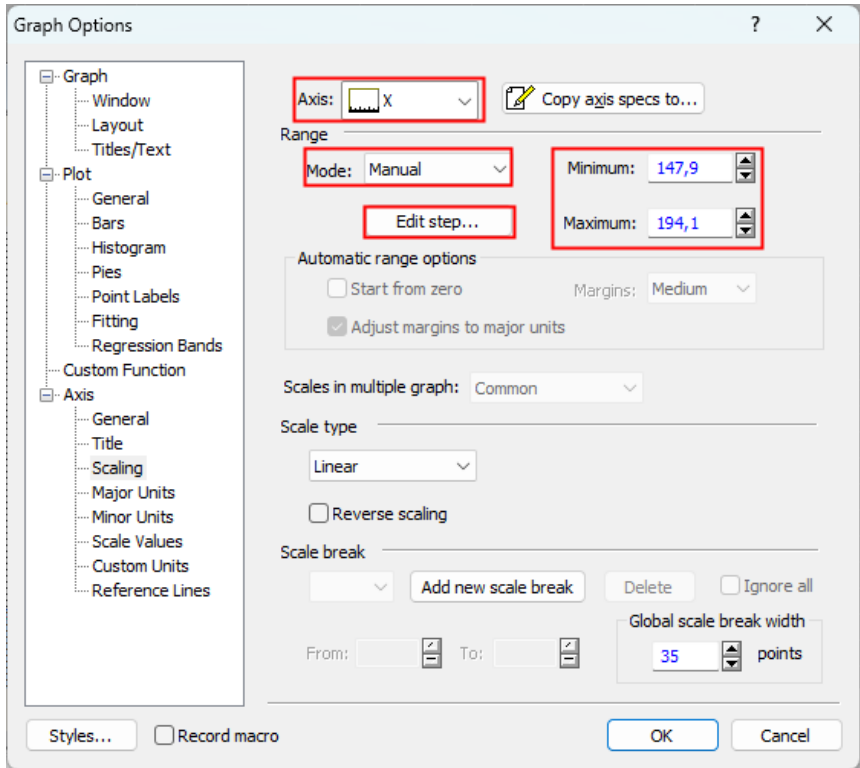 Graph Options ?
Graph
Window
Layout
Titles/Text
Plot
General
Bars
Histogram
Pies
Point Labels
Fitting
Regression Bands
Custom Function
Axis
General
Title
Scaling
Major Units
Minor Units
Scale Values
Custom Units
Reference Lines
Axis: X Copy axis specs to...
Range
Mode: Manual Minimum: 147,9
Edit step... Maximum: 194,1
Automatic range options
Start from zero Margins: Medium
Adjust margins to major units
Scales in multiple graph: Common
Scale type
Linear
Reverse scaling
Scale break
Add new scale break Delete Ignore all
Global scale break width
From: To: 35 points
Styles... Record macro OK Cancel